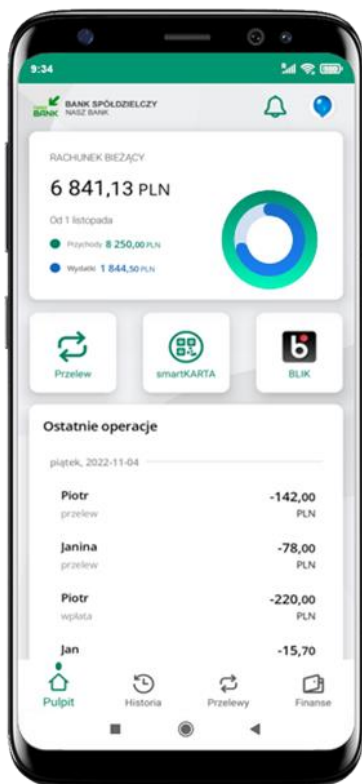 9:34
BANK
BANK SPÓŁDZIELCZY
NASZ BANK
RACHUNEK BIEŻĄCY
6 841,13 PLN
Od 1 listopada
Przychody 8 250,00 PLN
Wydatki 1 844,50 PLN
Przelew
smartKARTA
BLIK
Ostatnie operacje
piątek, 2022-11-04
Piotr -142,00
przelew PLN
Janina -78,00
przelew PLN
Piotr -220,00
wpłata PLN
Jan -15,70
Pulpit Historia Przelewy Finanse